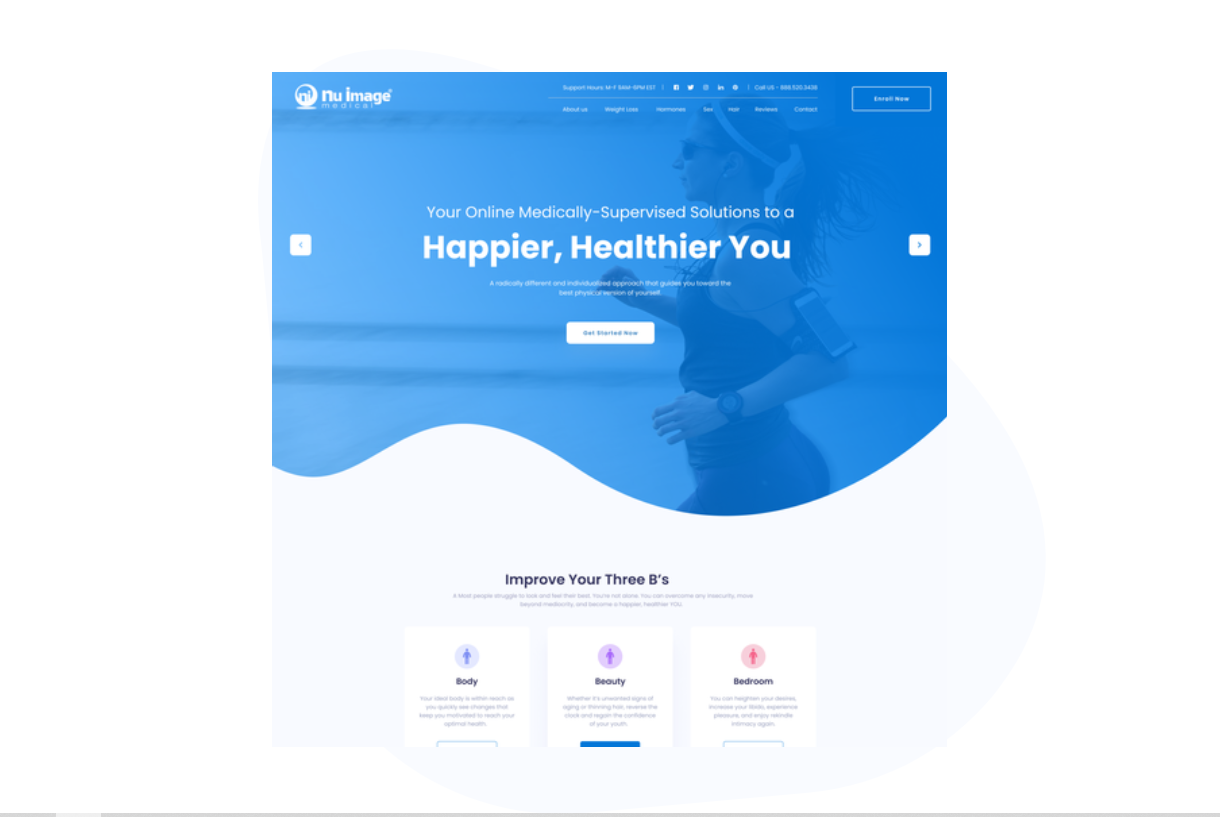 nu image®
medical
Support Hours: M-F 9AM-6PM EST | | Call US - 888.520.3438
Enroll Now
About us Weight Loss Hormones Sex Hair Reviews Contact
Your Online Medically-Supervised Solutions to a
Happier, Healthier You
A radically different and individualized approach that guides you toward the
best physical version of yourself.
Get Started Now
Improve Your Three B's
A Most people struggle to look and feel their best. You're not alone. You can overcome any insecurity, move
beyond mediocrity, and become a happier, healthier YOU.
Body
Your ideal body is within reach as
you quickly see changes that
keep you motivated to reach your
optimal health.
Beauty
Whether it's unwanted signs of
aging or thinning hair, reverse the
clock and regain the confidence
of your youth.
Bedroom
You can heighten your desires,
increase your libido, experience
pleasure, and enjoy rekindle
intimacy again.